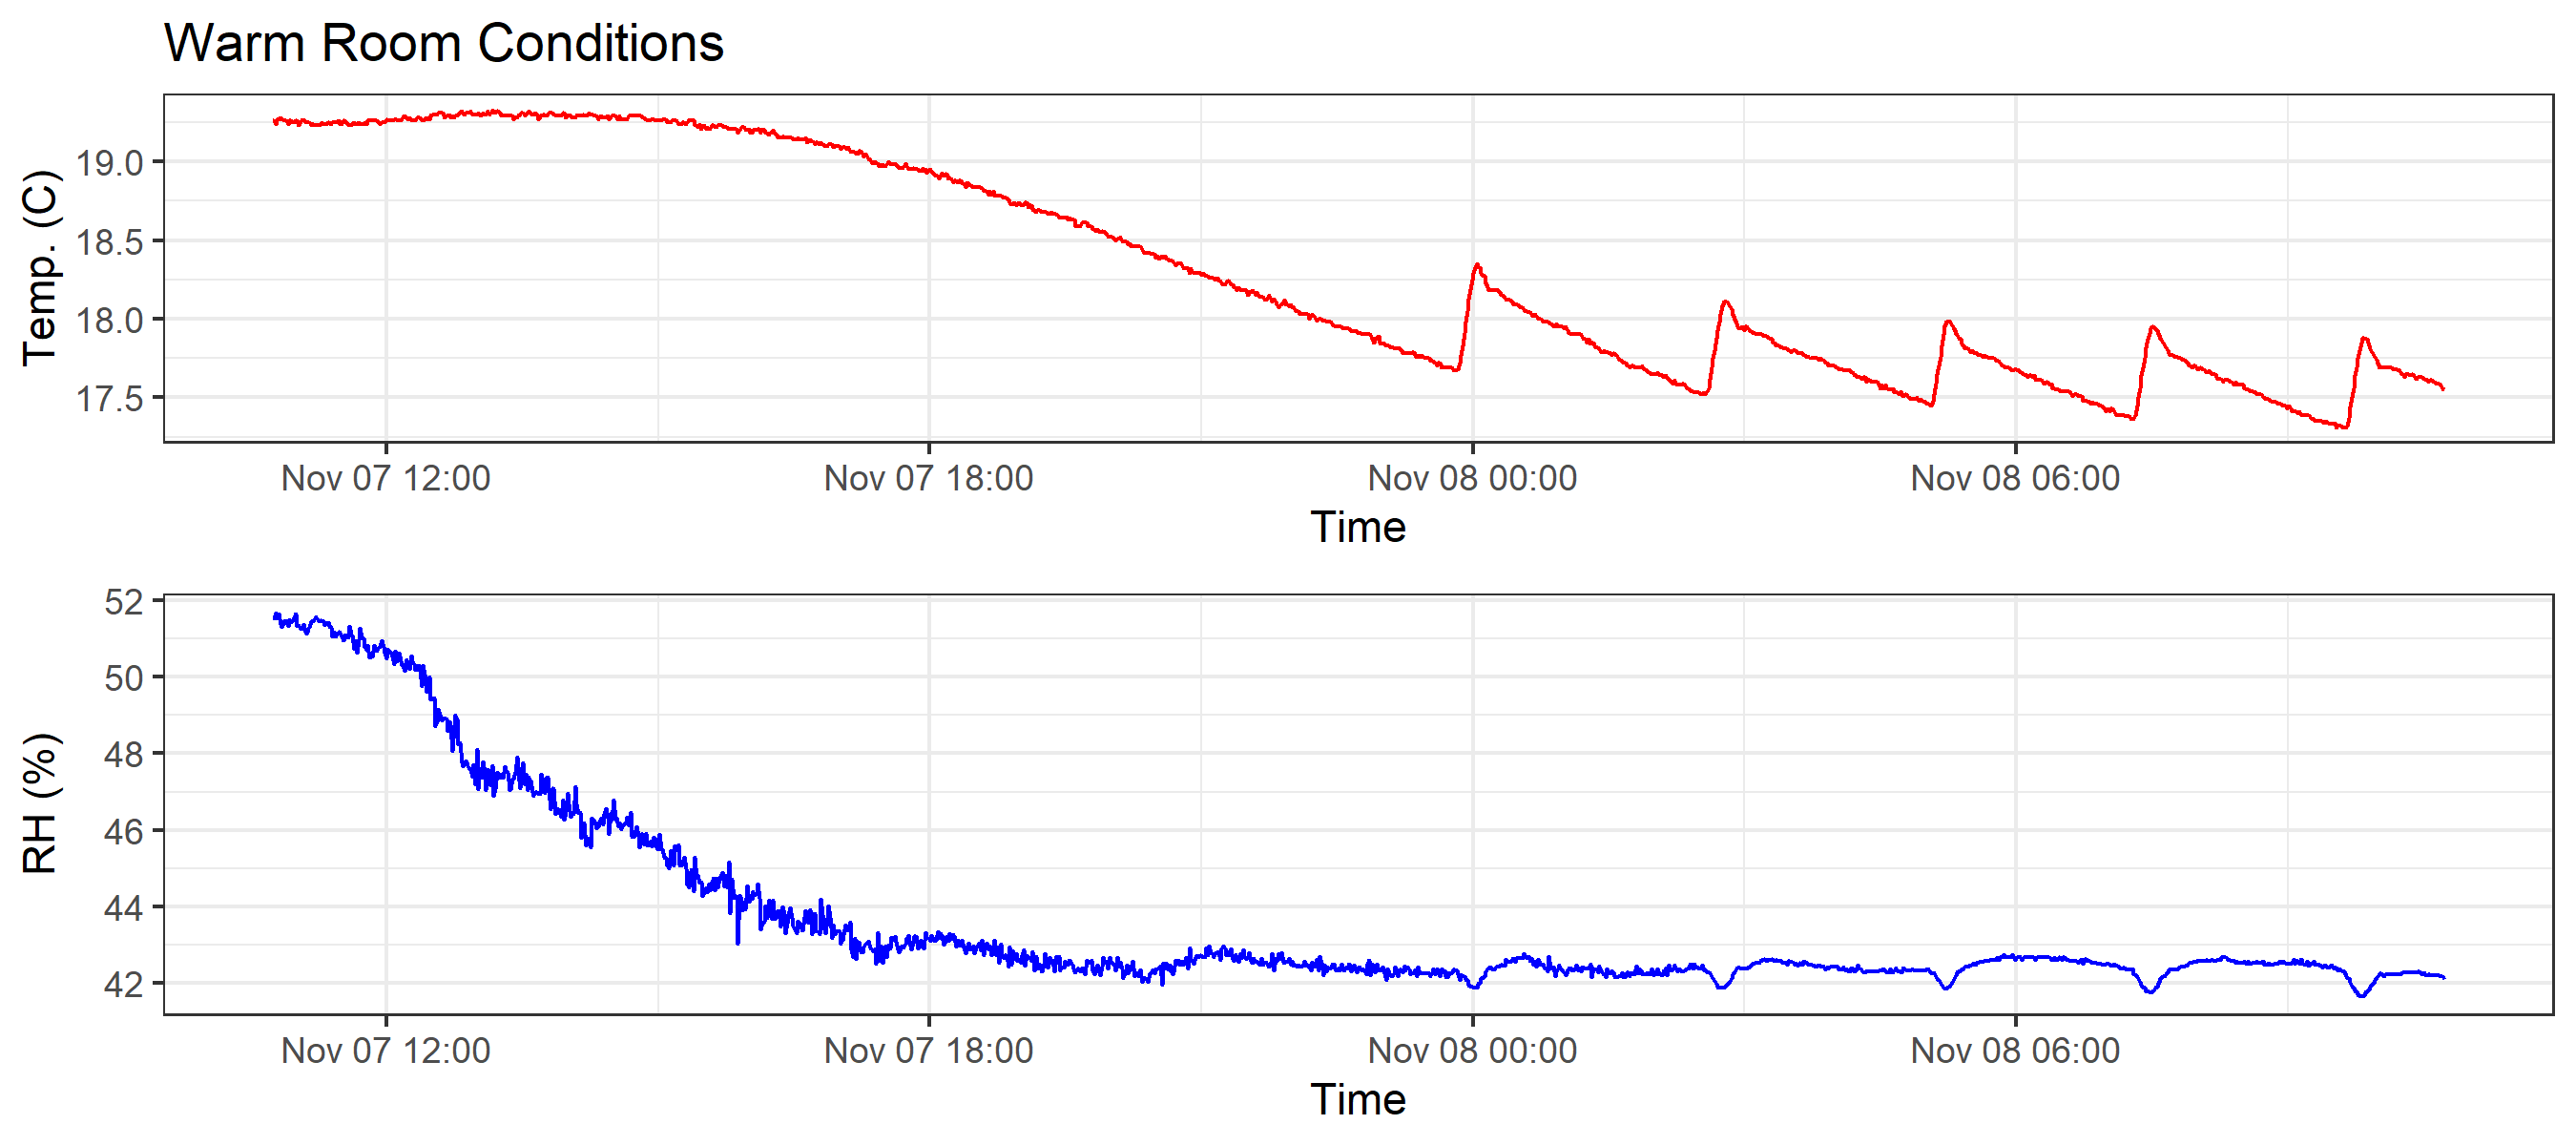 Warm Room Conditions
Temp. (C)
19.0
18.5
18.0
17.5
Nov 07 12:00 Nov 07 18:00 Nov 08 00:00 Nov 08 06:00
Time
RH (%)
52
50
48
46
44
42
Nov 07 12:00 Nov 07 18:00 Nov 08 00:00 Nov 08 06:00
Time